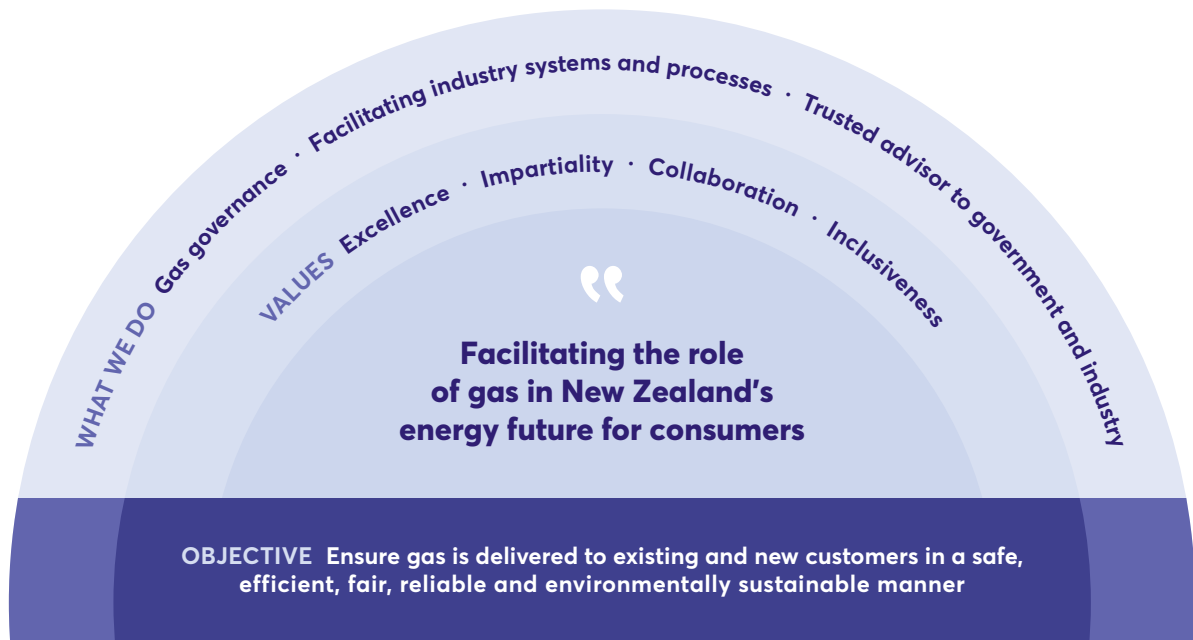 WHAT WE DO Gas governance · Facilitating industry systems and processes · Trusted advisor to government and industry
VALUES Excellence · Impartiality · Collaboration · Inclusiveness
Facilitating the role
of gas in New Zealand's
energy future for consumers
OBJECTIVE Ensure gas is delivered to existing and new customers in a safe,
efficient, fair, reliable and environmentally sustainable manner